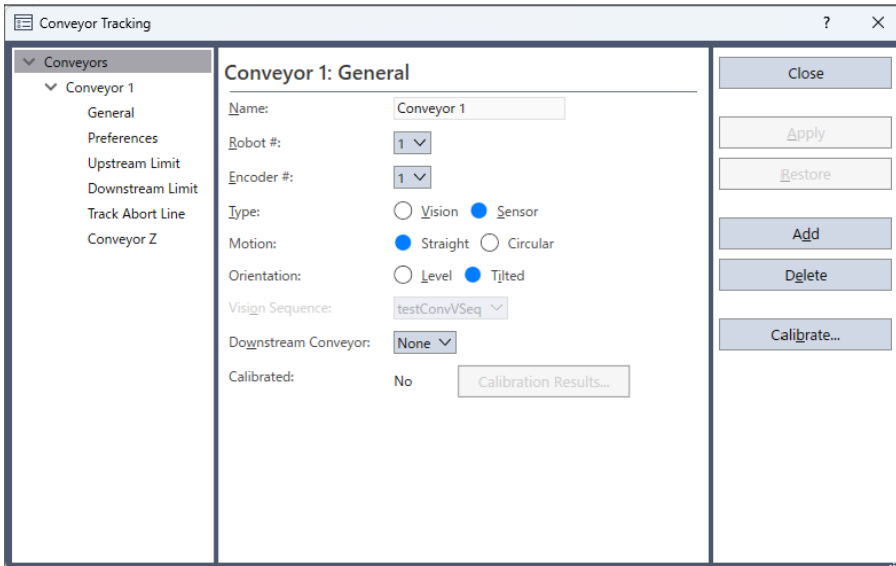 Conveyor Tracking
?
Conveyors
Conveyor 1
General
Preferences
Upstream Limit
Downstream Limit
Track Abort Line
Conveyor Z
Conveyor 1: General
Name: Conveyor 1
Robot #: 1
Encoder #: 1
Type: Vision Sensor
Motion: Straight Circular
Orientation: Level Tilted
Vision Sequence: testConvVSeq
Downstream Conveyor: None
Calibrated: No Calibration Results...
Close
Apply
Restore
Add
Delete
Calibrate...